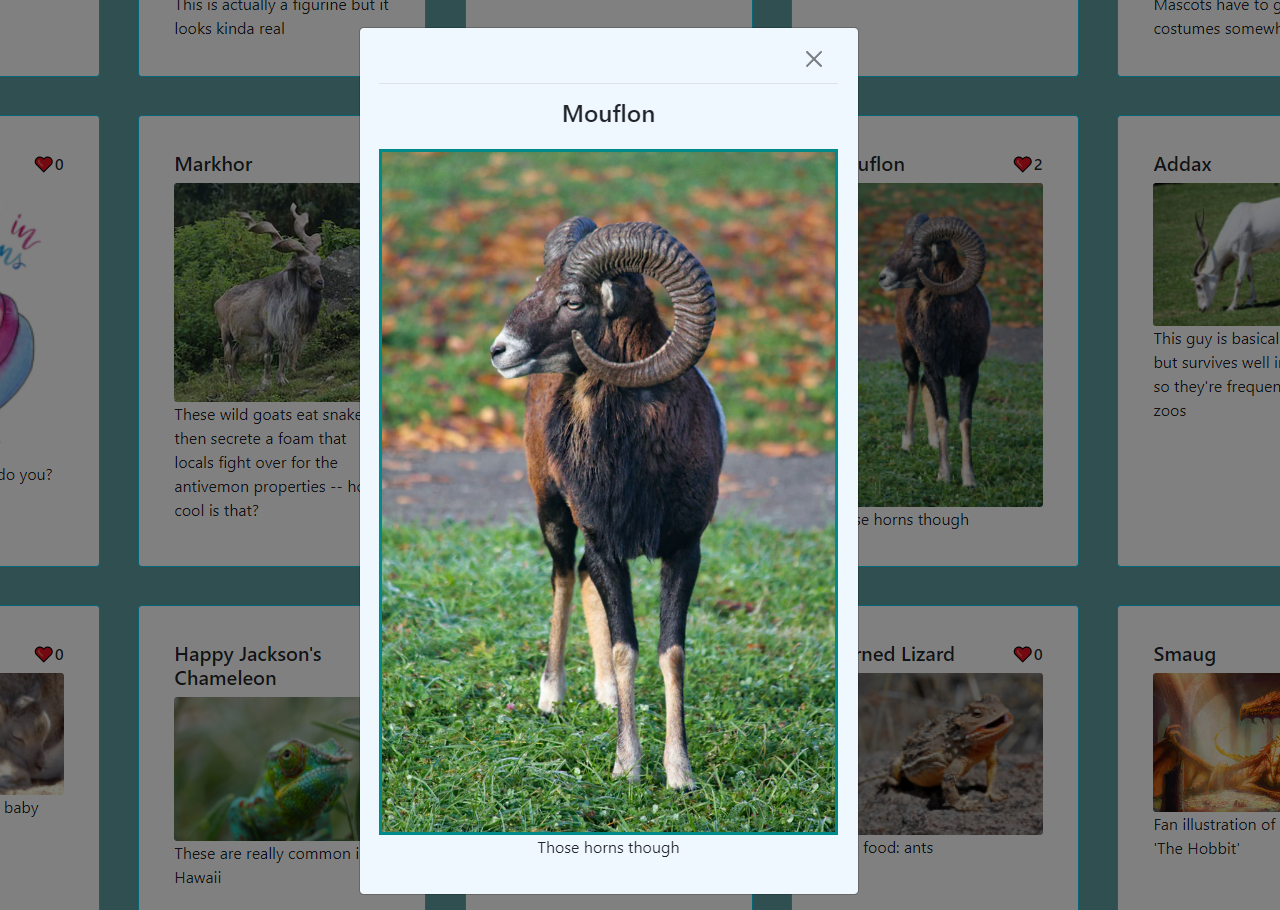 This is actually a figurine but it
looks kinda real
Mascots have to g
costumes somewh
Mouflon
0
in
ns
do you?
Markhor
These wild goats eat snake
then secrete a foam that
locals fight over for the
antivemon properties -- ho
cool is that?
uflon
2
se horns though
Addax
This guy is basical
but survives well i
so they're frequen
zoos
0
baby
Happy Jackson's
Chameleon
These are really common i
Hawaii
Those horns though
rned Lizard
0
food: ants
Smaug
Fan illustration of
'The Hobbit'